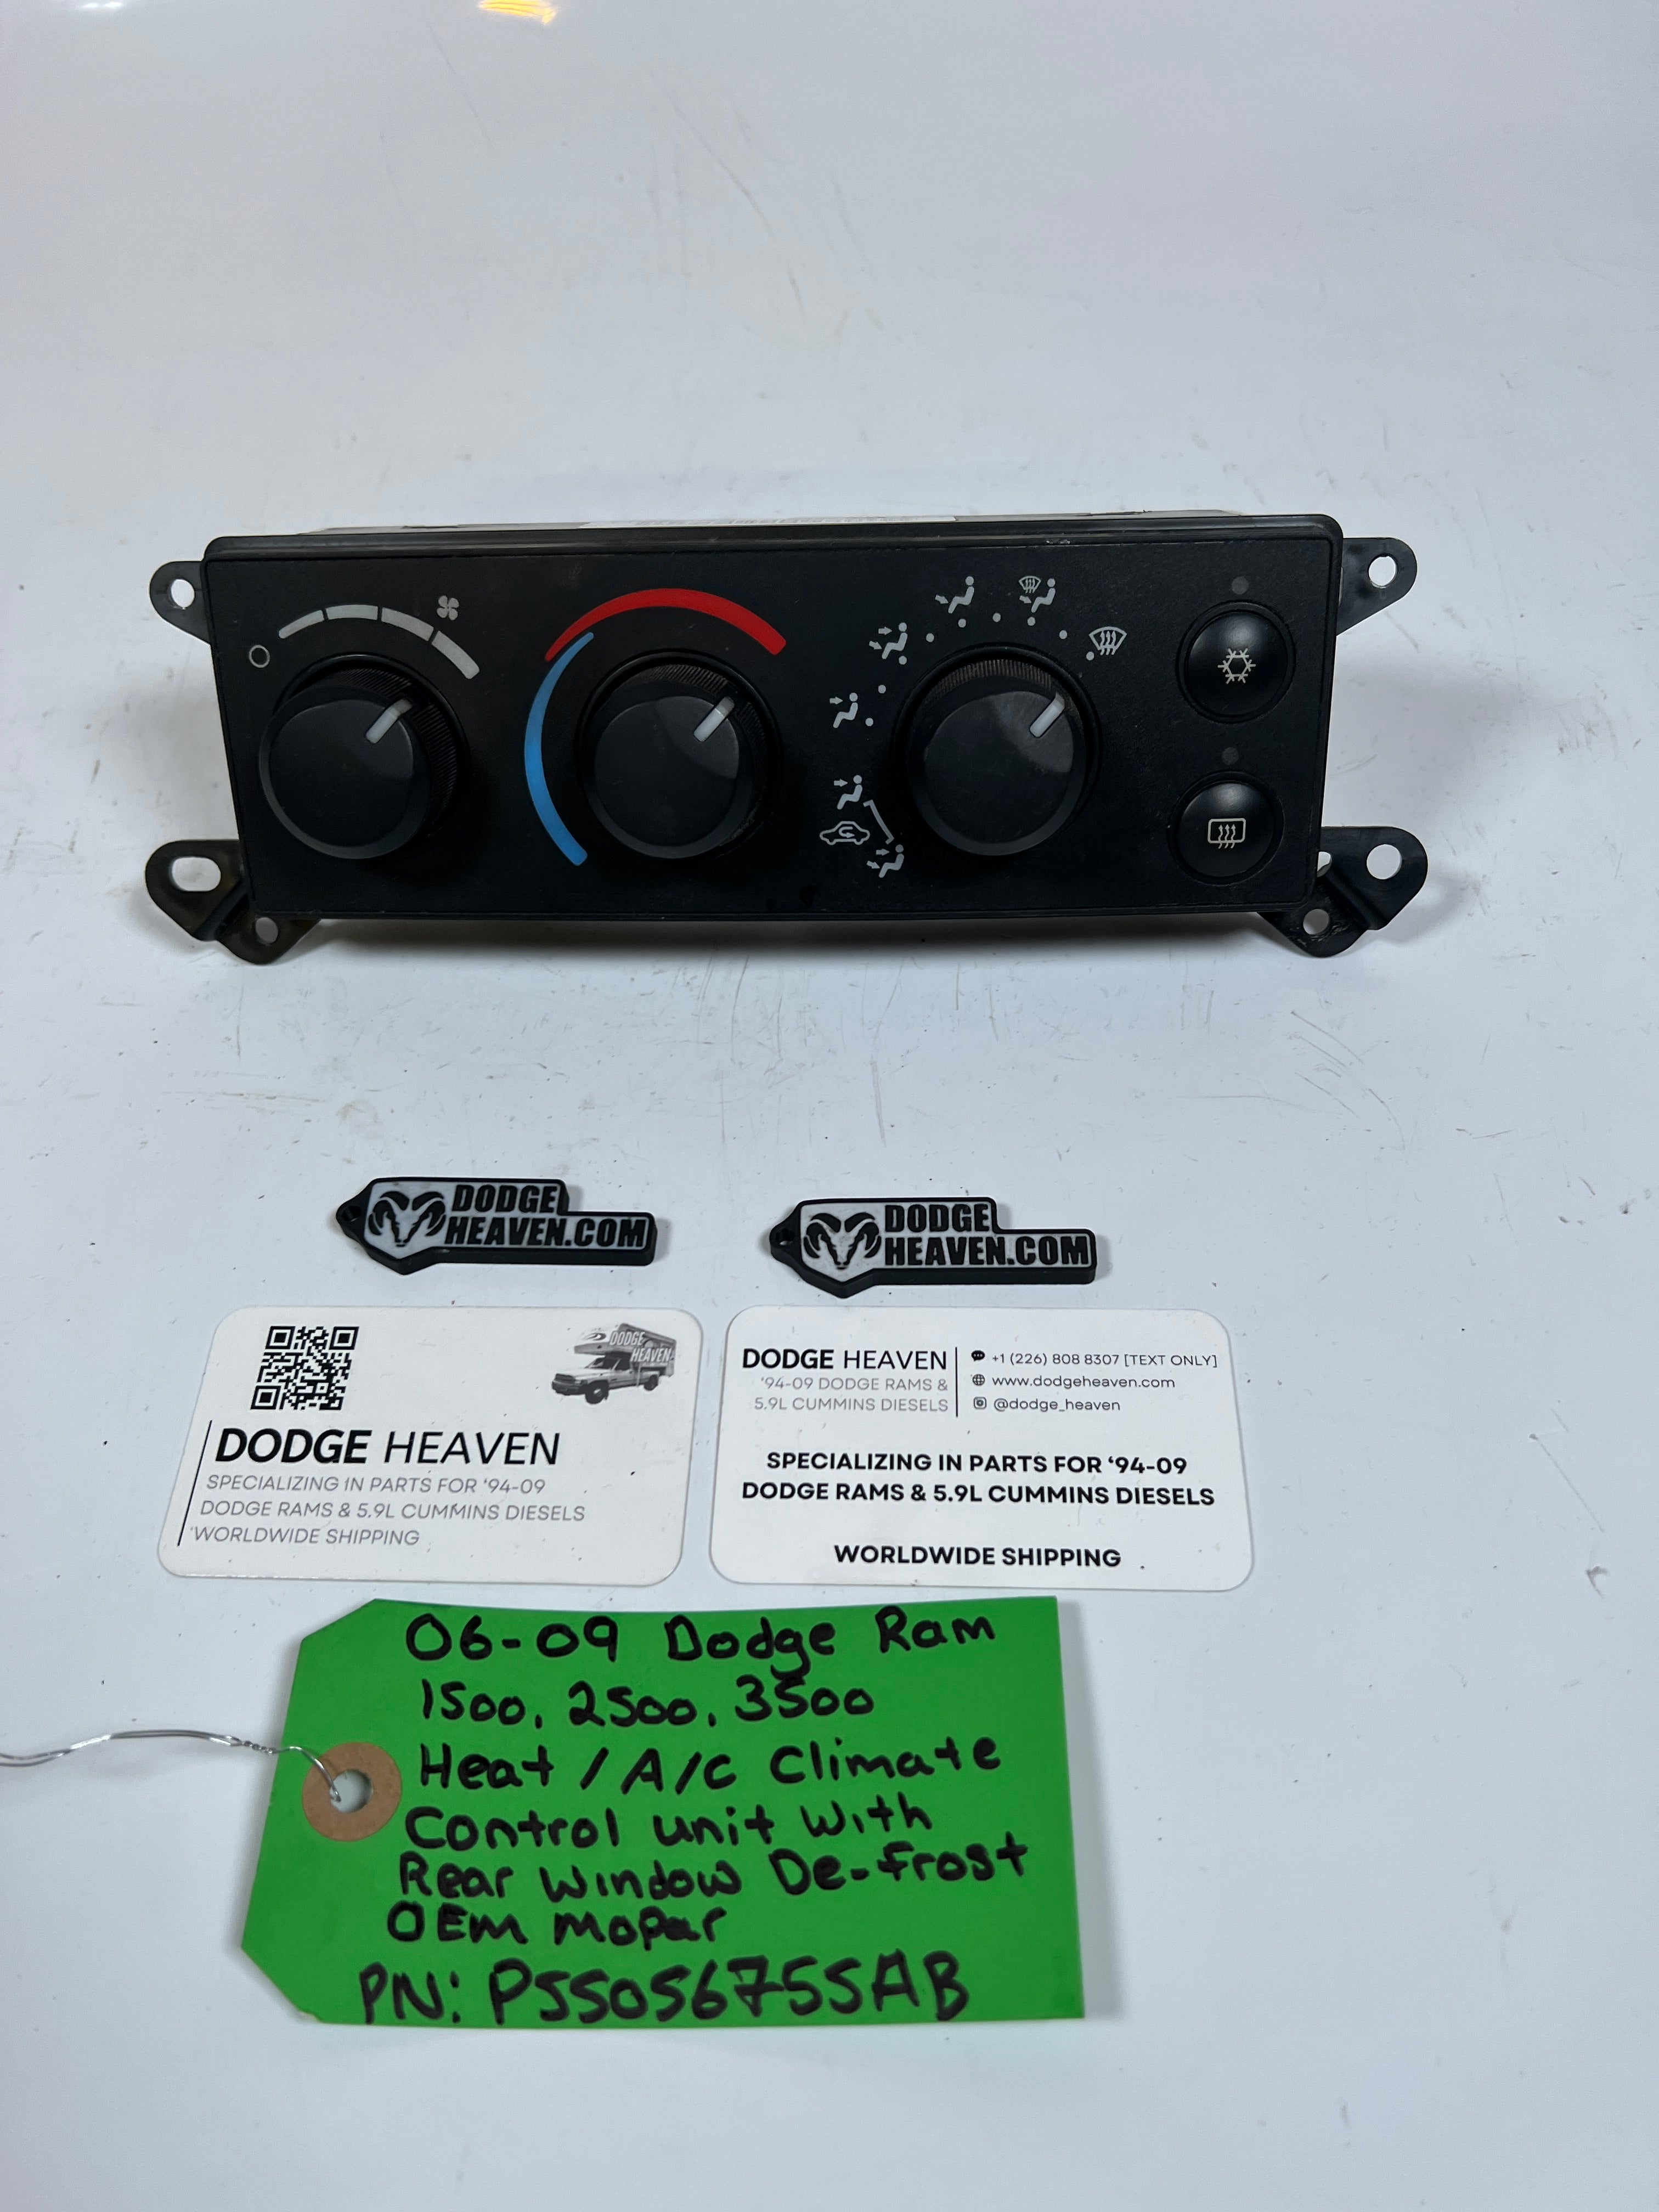 DODGE
HEAVEN.COM
DODGE
HEAVEN.COM
DODGE
HEAVEN
DODGE HEAVEN
SPECIALIZING IN PARTS FOR '94-09
DODGE RAMS & 5.9L CUMMINS DIESELS
WORLDWIDE SHIPPING
DODGE HEAVEN
'94-09 DODGE RAMS &
5.9L CUMMINS DIESELS
+1 (226) 808 8307 [TEXT ONLY]
www.dodgeheaven.com
@dodge_heaven
SPECIALIZING IN PARTS FOR '94-09
DODGE RAMS & 5.9L CUMMINS DIESELS
WORLDWIDE SHIPPING
06-09 Dodge Ram
1500, 2500, 3500
Heat / A/C Climate
Control unit with
Rear Window De-frost
OEM mopar
PN: P55056755AB